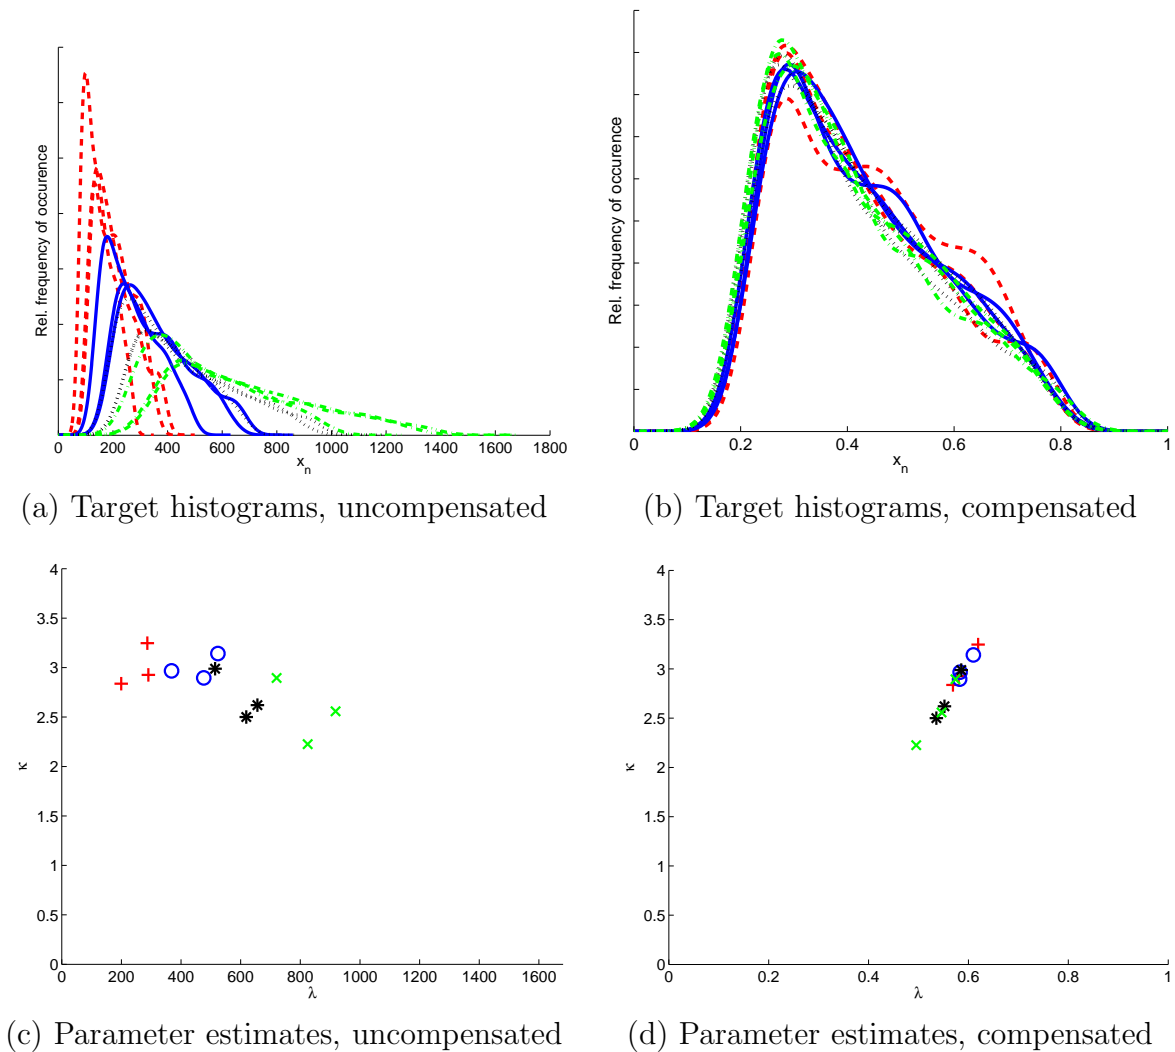 Rel. frequency of occurence
0 200 400 600 800 1000 1200 1400 1600 1800
x_n
(a) Target histograms, uncompensated
Rel. frequency of occurence
0 0.2 0.4 0.6 0.8 1
x_n
(b) Target histograms, compensated
4
3.5
3
2.5
2
1.5
1
0.5
0
κ
0 200 400 600 800 1000 1200 1400 1600
λ
(c) Parameter estimates, uncompensated
4
3.5
3
2.5
2
1.5
1
0.5
0
κ
0 0.2 0.4 0.6 0.8 1
λ
(d) Parameter estimates, compensated